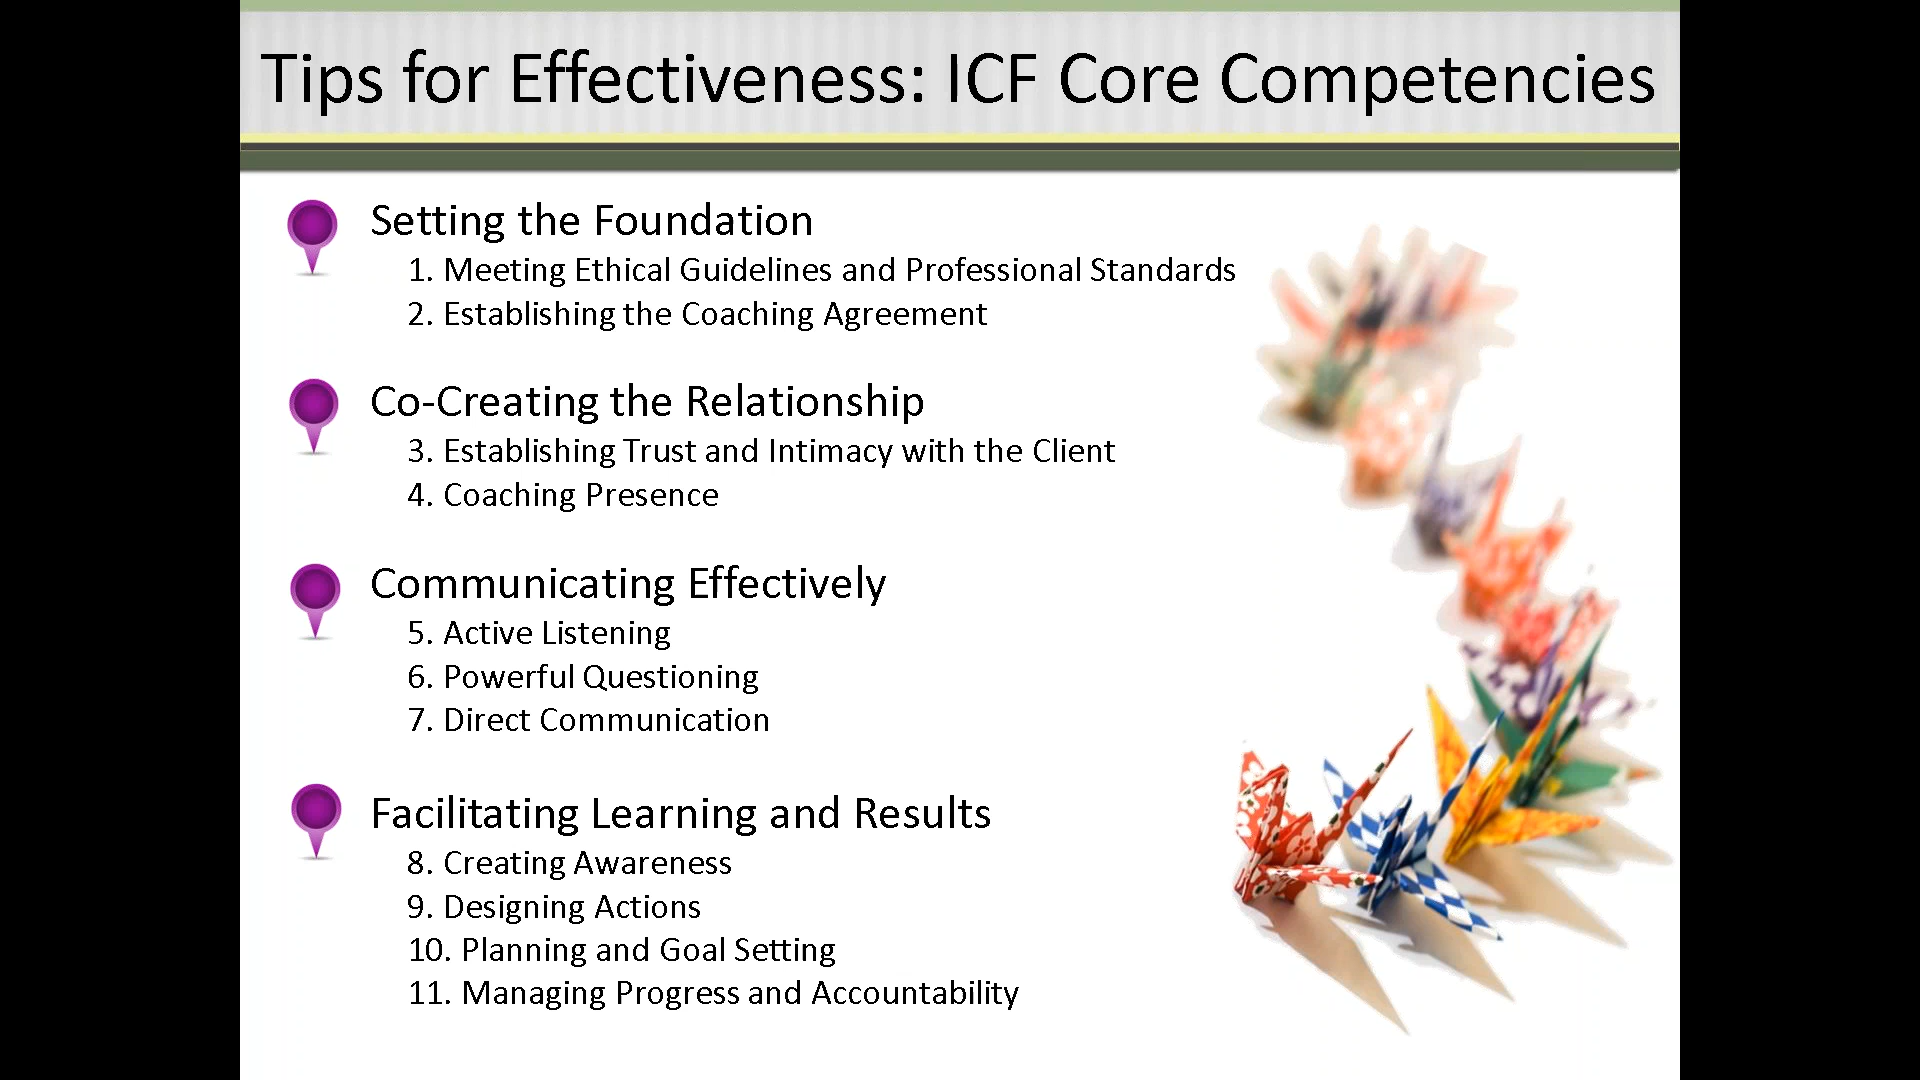 Tips for Effectiveness: ICF Core Competencies
Setting the Foundation
1. Meeting Ethical Guidelines and Professional Standards
2. Establishing the Coaching Agreement
Co-Creating the Relationship
3. Establishing Trust and Intimacy with the Client
4. Coaching Presence
Communicating Effectively
5. Active Listening
6. Powerful Questioning
7. Direct Communication
Facilitating Learning and Results
8. Creating Awareness
9. Designing Actions
10. Planning and Goal Setting
11. Managing Progress and Accountability